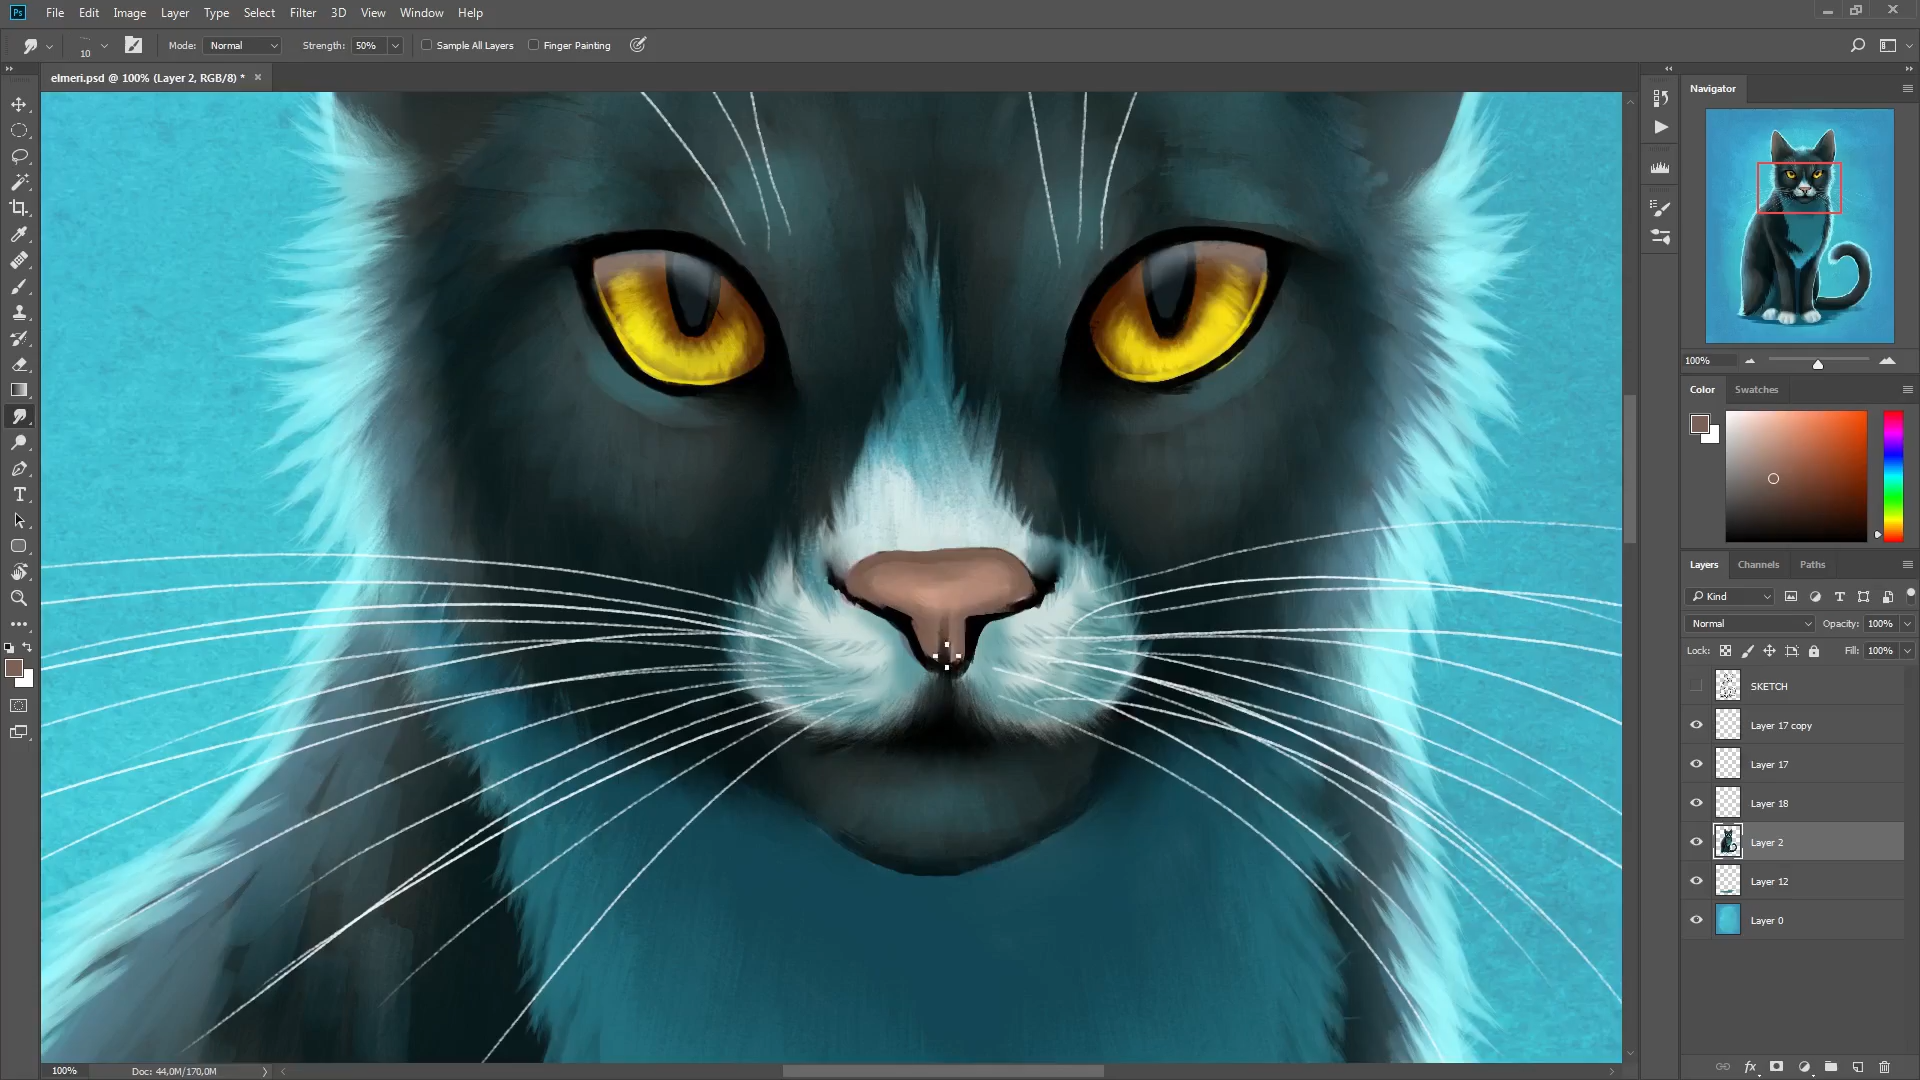 Ps File Edit Image Layer Type Select Filter 3D View Window Help
10 Mode: Normal Strength: 50% Sample All Layers Finger Painting
elmeri.psd @ 100% (Layer 2, RGB/8) * ×
Navigator
100%
Color Swatches
Layers Channels Paths
Kind
Normal Opacity: 100%
Lock: Fill: 100%
SKETCH
Layer 17 copy
Layer 17
Layer 18
Layer 2
Layer 12
Layer 0
100% Doc: 44,0M/170,0M